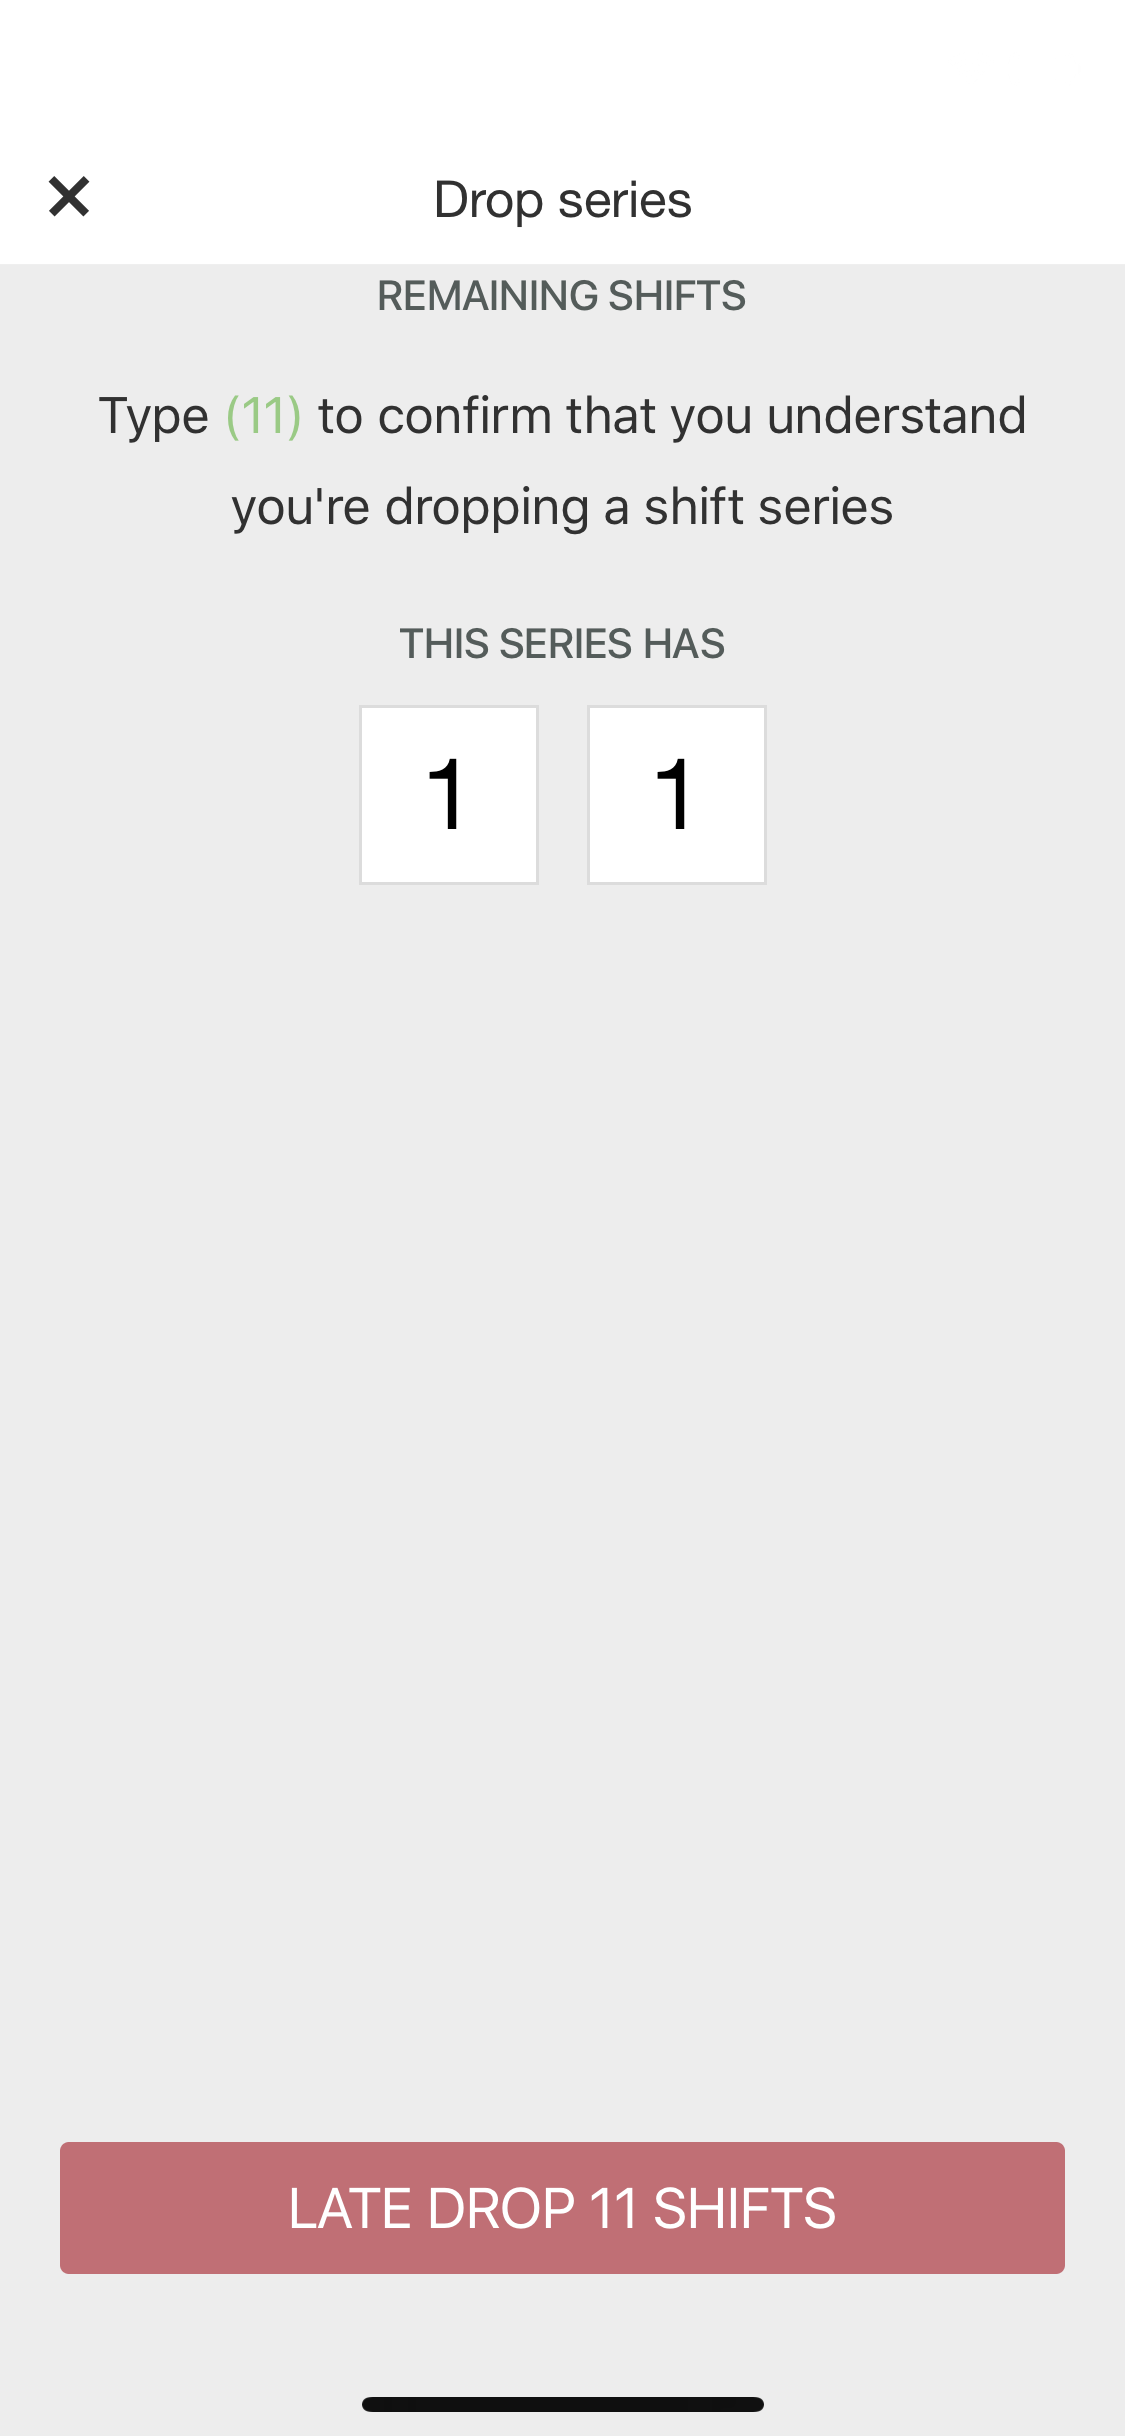 Drop series
REMAINING SHIFTS
Type (11) to confirm that you understand
you're dropping a shift series
THIS SERIES HAS
1 1
LATE DROP 11 SHIFTS